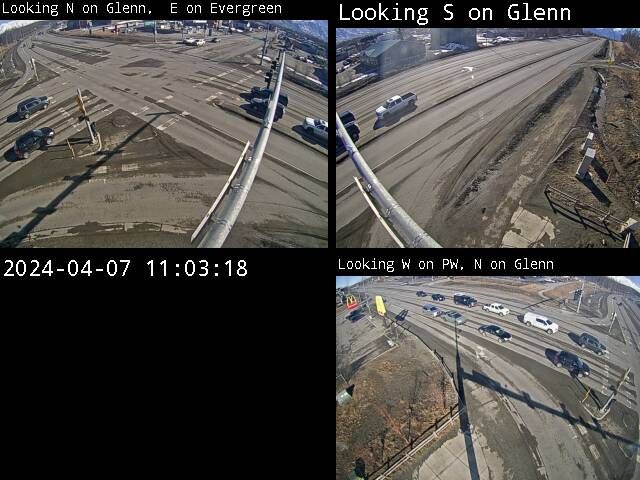 Looking N on Glenn,  E on Evergreen
Looking S on Glenn
2024-04-07 11:03:18
Looking W on PW, N on Glenn